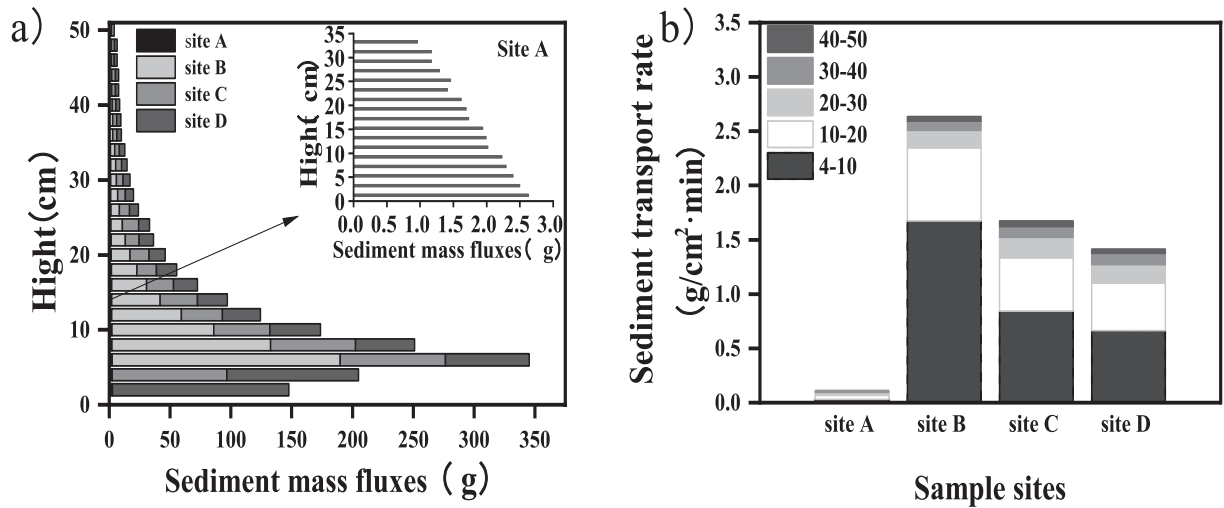 a)
50
40
30
20
10
0
Hight(cm)
site A
site B
site C
site D
0 50 100 150 200 250 300 350
Sediment mass fluxes（g）
Site A
35
30
25
20
15
10
5
0
Hight（cm）
0.0 0.5 1.0 1.5 2.0 2.5 3.0
Sediment mass fluxes（g）
b)
Sediment transport rate
(g/cm²·min)
3.5
3.0
2.5
2.0
1.5
1.0
0.5
0.0
40-50
30-40
20-30
10-20
4-10
site A site B site C site D
Sample sites